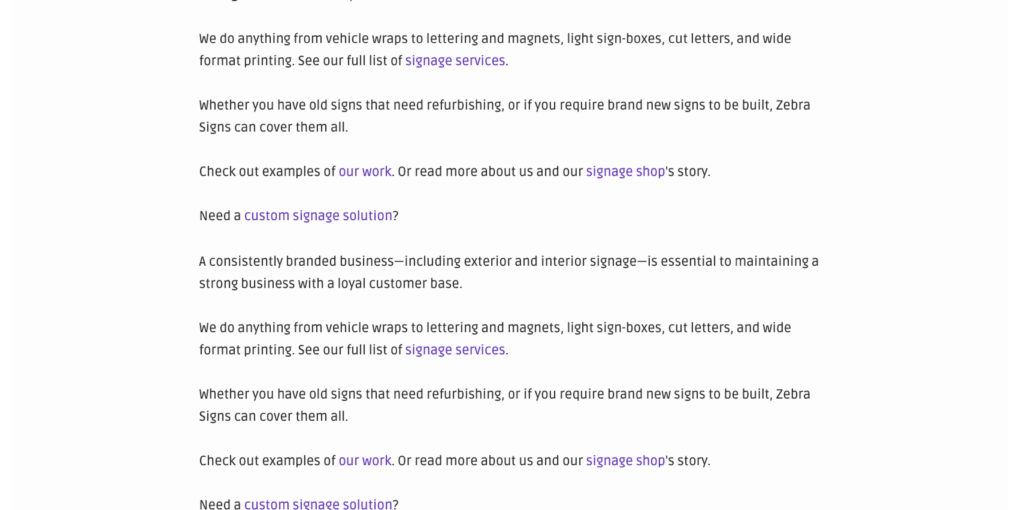 We do anything from vehicle wraps to lettering and magnets, light sign-boxes, cut letters, and wide
format printing. See our full list of signage services.
Whether you have old signs that need refurbishing, or if you require brand new signs to be built, Zebra
Signs can cover them all.
Check out examples of our work. Or read more about us and our signage shop's story.
Need a custom signage solution?
A consistently branded business—including exterior and interior signage—is essential to maintaining a
strong business with a loyal customer base.
We do anything from vehicle wraps to lettering and magnets, light sign-boxes, cut letters, and wide
format printing. See our full list of signage services.
Whether you have old signs that need refurbishing, or if you require brand new signs to be built, Zebra
Signs can cover them all.
Check out examples of our work. Or read more about us and our signage shop's story.
Need a custom signage solution?